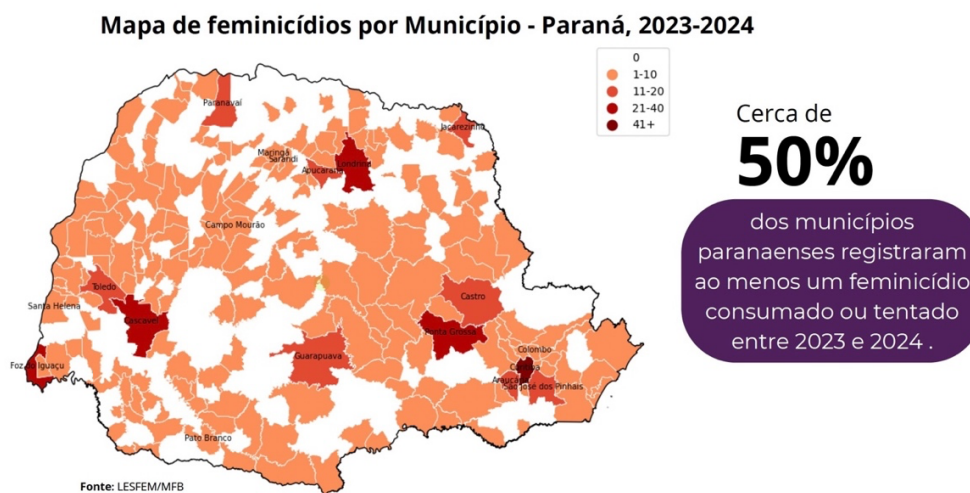 Mapa de feminicídios por Município - Paraná, 2023-2024
0
1-10
11-20
21-40
41+
Paranavaí
Jacarezinho
Maringá
Sarandi
Apucarana
Londrina
Campo Mourão
Toledo
Santa Helena
Cascavel
Castro
Ponta Grossa
Guarapuava
Foz do Iguaçu
Colombo
Curitiba
Araucária
São José dos Pinhais
Pato Branco
Fonte: LESFEM/MFB
Cerca de
50%
dos municípios
paranaenses registraram
ao menos um feminicídio
consumado ou tentado
entre 2023 e 2024 .